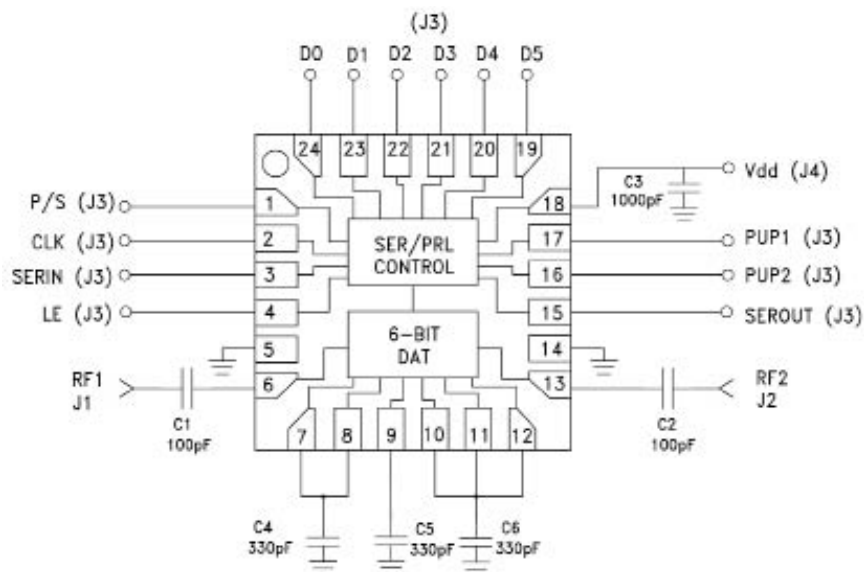 (J3)
D0 D1 D2 D3 D4 D5
24 23 22 21 20 19
P/S (J3) 1 18 C3 1000pF Vdd (J4)
CLK (J3) 2 SER/PRL CONTROL 17 PUP1 (J3)
SERIN (J3) 3 16 PUP2 (J3)
LE (J3) 4 15 SEROUT (J3)
5 6-BIT DAT 14
RF1 J1 6 13 RF2 J2
C1 100pF C2 100pF
7 8 9 10 11 12
C4 330pF C5 330pF C6 330pF